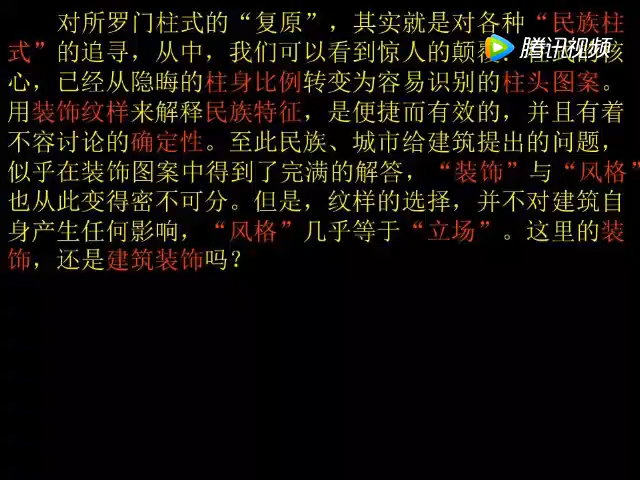 对所罗门柱式的“复原”，其实就是对各种“民族柱
式”的追寻，从中，我们可以看到惊人的颠覆：柱式的核
心，已经从隐晦的柱身比例转变为容易识别的柱头图案。
用装饰纹样来解释民族特征，是便捷而有效的，并且有着
不容讨论的确定性。至此民族、城市给建筑提出的问题，
似乎在装饰图案中得到了完满的解答，“装饰”与“风格”
也从此变得密不可分。但是，纹样的选择，并不对建筑自
身产生任何影响，“风格”几乎等于“立场”。这里的装
饰，还是建筑装饰吗？
腾讯视频